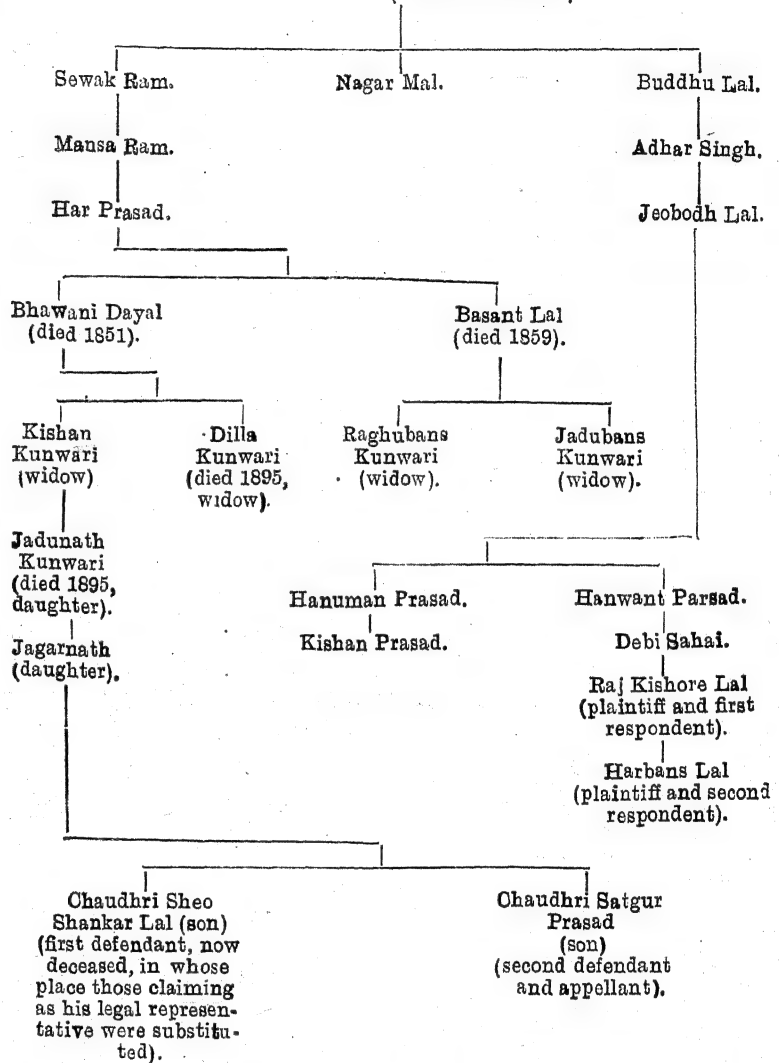 Sewak Ram.
Nagar Mal.
Buddhu Lal.
Mansa Ram.
Adhar Singh.
Har Prasad.
Jeobodh Lal.
Bhawani Dayal
(died 1851).
Basant Lal
(died 1859).
Kishan
Kunwari
(widow)
Dilla
Kunwari
(died 1895,
widow).
Raghubans
Kunwari
(widow).
Jadubans
Kunwari
(widow).
Jadunath
Kunwari
(died 1895,
daughter).
Jagarnath
(daughter).
Hanuman Prasad.
Kishan Prasad.
Hanwant Parsad.
Debi Sahai.
Raj Kishore Lal
(plaintiff and first
respondent).
Harbans Lal
(plaintiff and second
respondent).
Chaudhri Sheo
Shankar Lal (son)
(first defendant, now
deceased, in whose
place those claiming
as his legal represen-
tative were substitu-
ted).
Chaudhri Satgur
Prasad
(son)
(second defendant
and appellant).